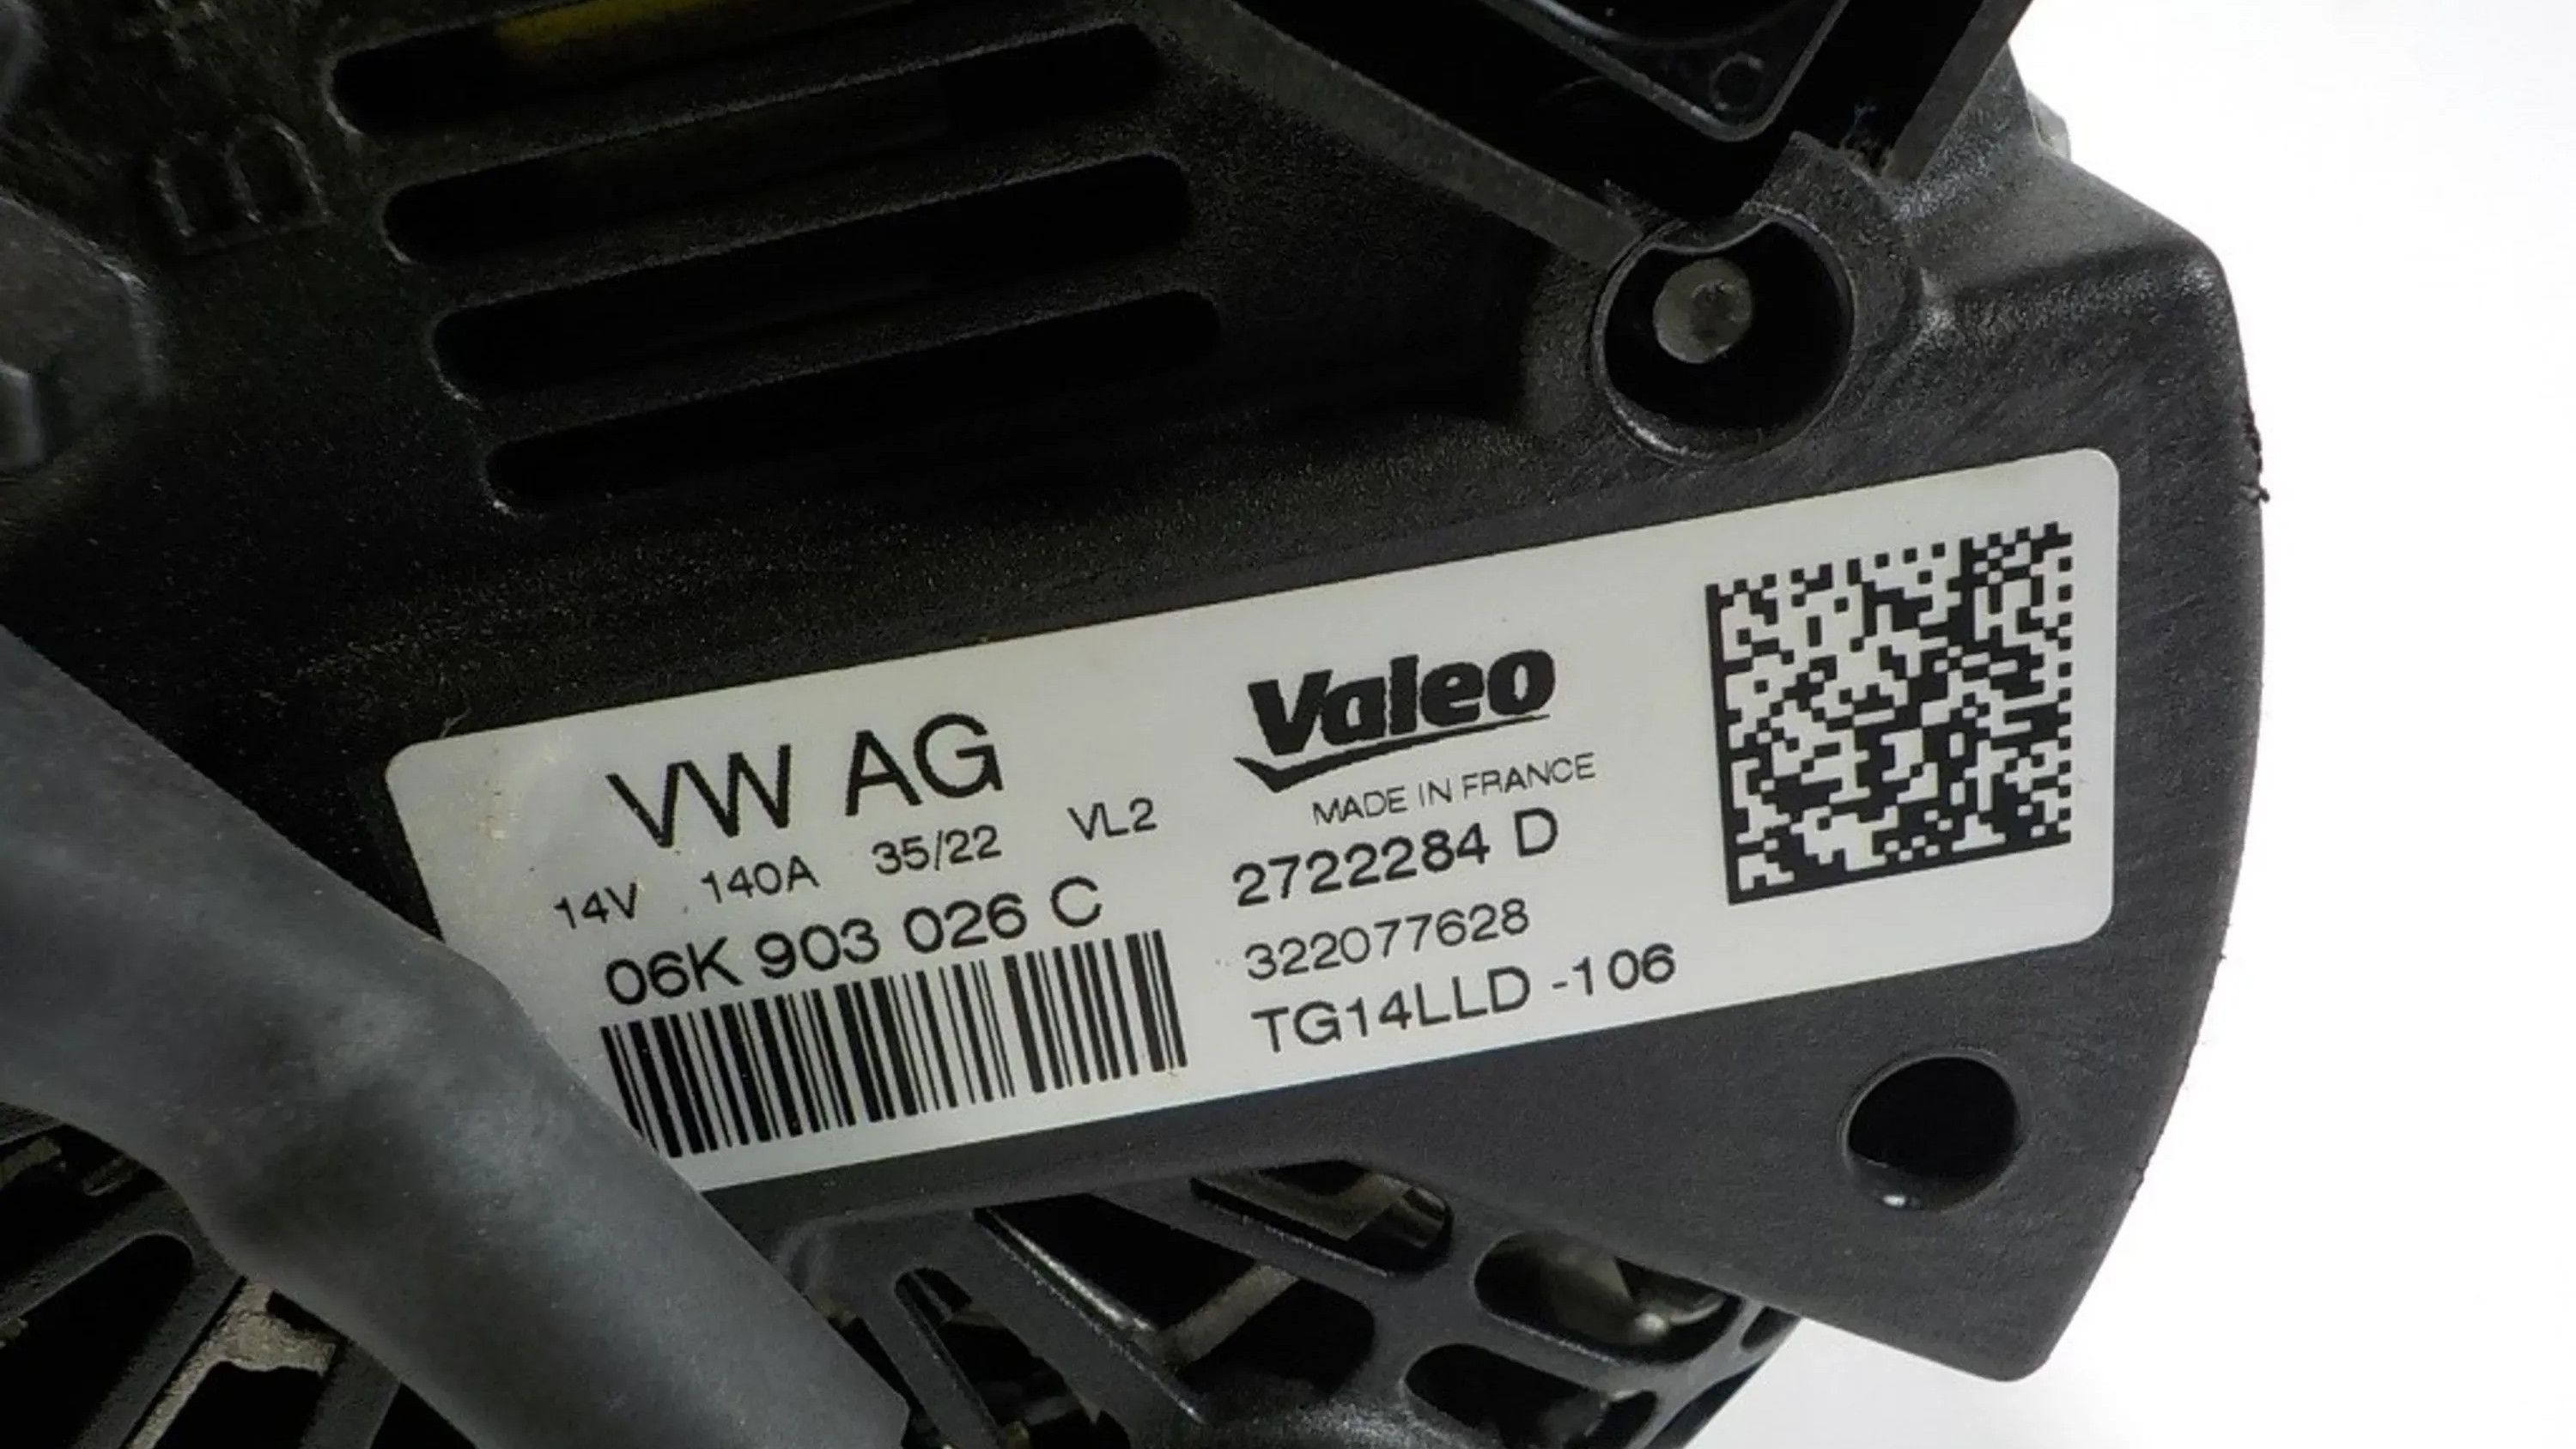 B
VW AG
14V 140A 35/22 VL2
06K 903 026 C
Valeo
MADE IN FRANCE
2722284 D
322077628
TG14LLD -106